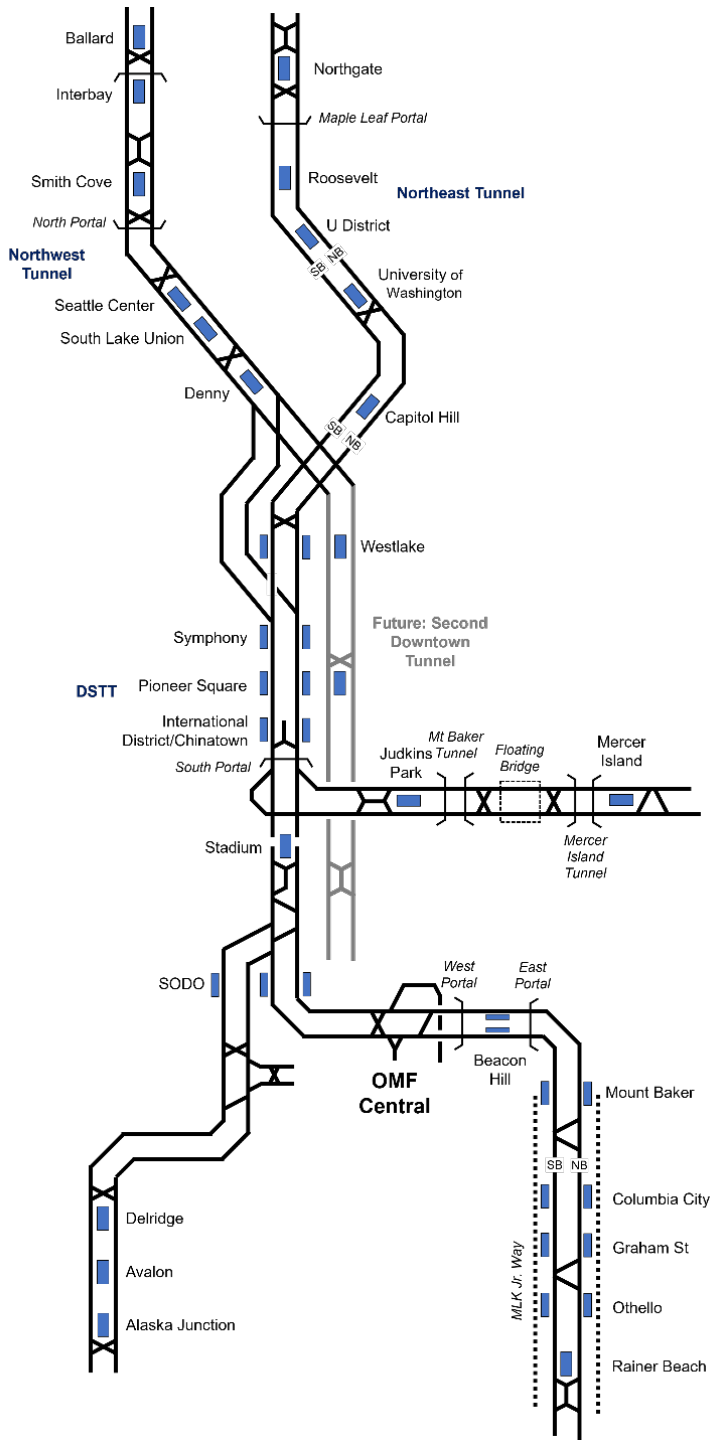 Ballard
Interbay
Smith Cove
North Portal
Northwest
Tunnel
Seattle Center
South Lake Union
Denny
Northgate
Maple Leaf Portal
Roosevelt
Northeast Tunnel
U District
SB
NB
University of
Washington
Capitol Hill
SB
NB
Westlake
Future: Second
Downtown
Tunnel
Symphony
DSTT
Pioneer Square
International
District/Chinatown
South Portal
Judkins
Park
Mt Baker
Tunnel
Floating
Bridge
Mercer
Island
Mercer
Island
Tunnel
Stadium
SODO
West
Portal
East
Portal
OMF
Central
Beacon
Hill
Mount Baker
SB
NB
Columbia City
Graham St
MLK Jr. Way
Othello
Rainer Beach
Delridge
Avalon
Alaska Junction